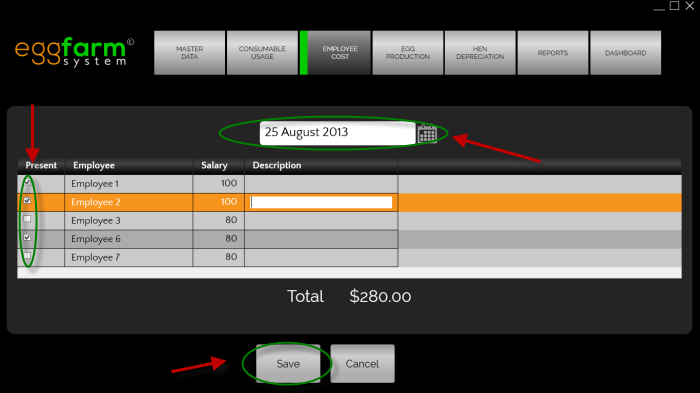 eggfarm©
system
MASTER
DATA
CONSUMABLE
USAGE
EMPLOYEE
COST
EGG
PRODUCTION
HEN
DEPRECIATION
REPORTS
DASHBOARD
25 August 2013
Present Employee Salary Description
Employee 1 100
Employee 2 100
Employee 3 80
Employee 6 80
Employee 7 80
Total $280.00
Save Cancel